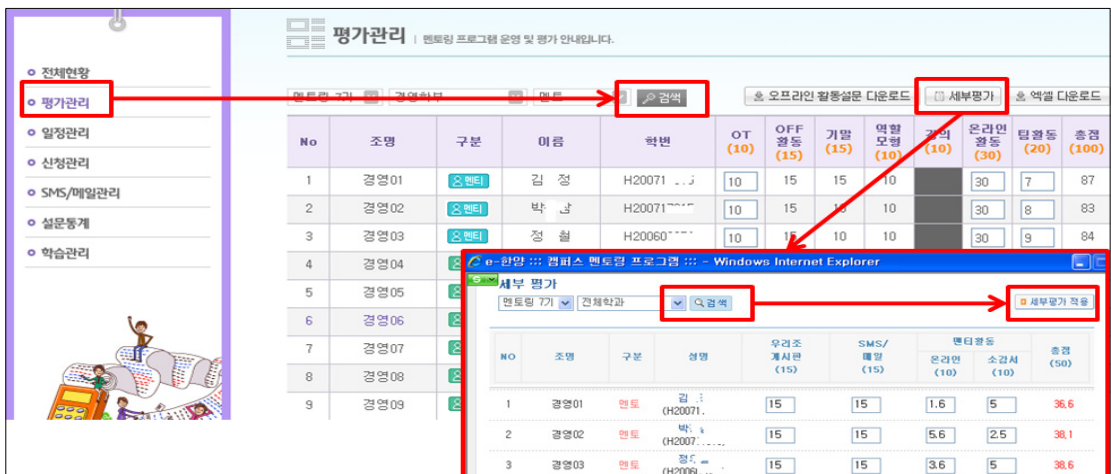 평가관리 | 멘토링 프로그램 운영 및 평가 안내입니다.
전체현황
평가관리
일정관리
신청관리
SMS/메일관리
설문통계
학습관리
멘토링 7기 경영학부 멘토 검색 오프라인 활동설문 다운로드 세부평가 엑셀 다운로드
No 조명 구분 이름 학번 OT (10) OFF 활동 (15) 기말 (15) 역할 모형 (10) 강의 (10) 온라인 활동 (30) 팀활동 (20) 총점 (100)
1 경영01 멘티 김 정 H20071 10 15 15 10 30 7 87
2 경영02 멘티 박 H20071 10 15 10 30 8 83
3 경영03 멘티 정 철 H20060 10 15 10 10 30 9 84
4 경영04
5 경영05
6 경영06
7 경영07
8 경영08
9 경영09
e-한양 ::: 캠퍼스 멘토링 프로그램 ::: - Windows Internet Explorer
세부 평가
멘토링 7기 전체학과 검색 세부평가 적용
NO 조명 구분 성명 우리조 게시판 (15) SMS/메일 (15) 멘티활동 온라인 (10) 소감서 (10) 총점 (50)
1 경영01 멘토 김 (H20071. 15 15 1.6 5 36,6
2 경영02 멘토 박 (H2007 15 15 5.6 2.5 38,1
3 경영03 멘토 (H2006 15 15 3.6 5 38,6